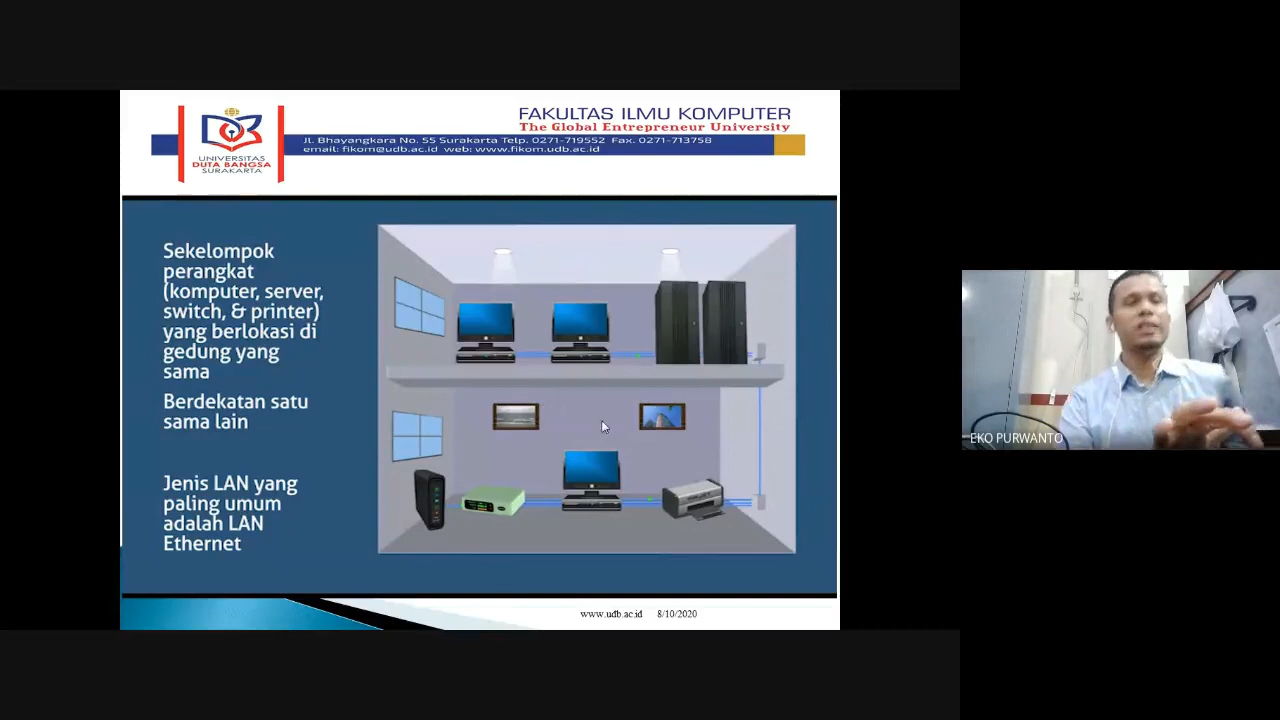 FAKULTAS ILMU KOMPUTER
The Global Entrepreneur University
Jl. Bhayangkara No. 55 Surakarta Telp. 0271-719552 Fax. 0271-713758
email: fikom@udb.ac.id web: www.fikom.udb.ac.id
UNIVERSITAS
DUTA BANGSA
SURAKARTA
Sekelompok
perangkat
(komputer, server,
switch, & printer)
yang berlokasi di
gedung yang
sama
Berdekatan satu
sama lain
Jenis LAN yang
paling umum
adalah LAN
Ethernet
www.udb.ac.id 8/10/2020
EKO PURWANTO